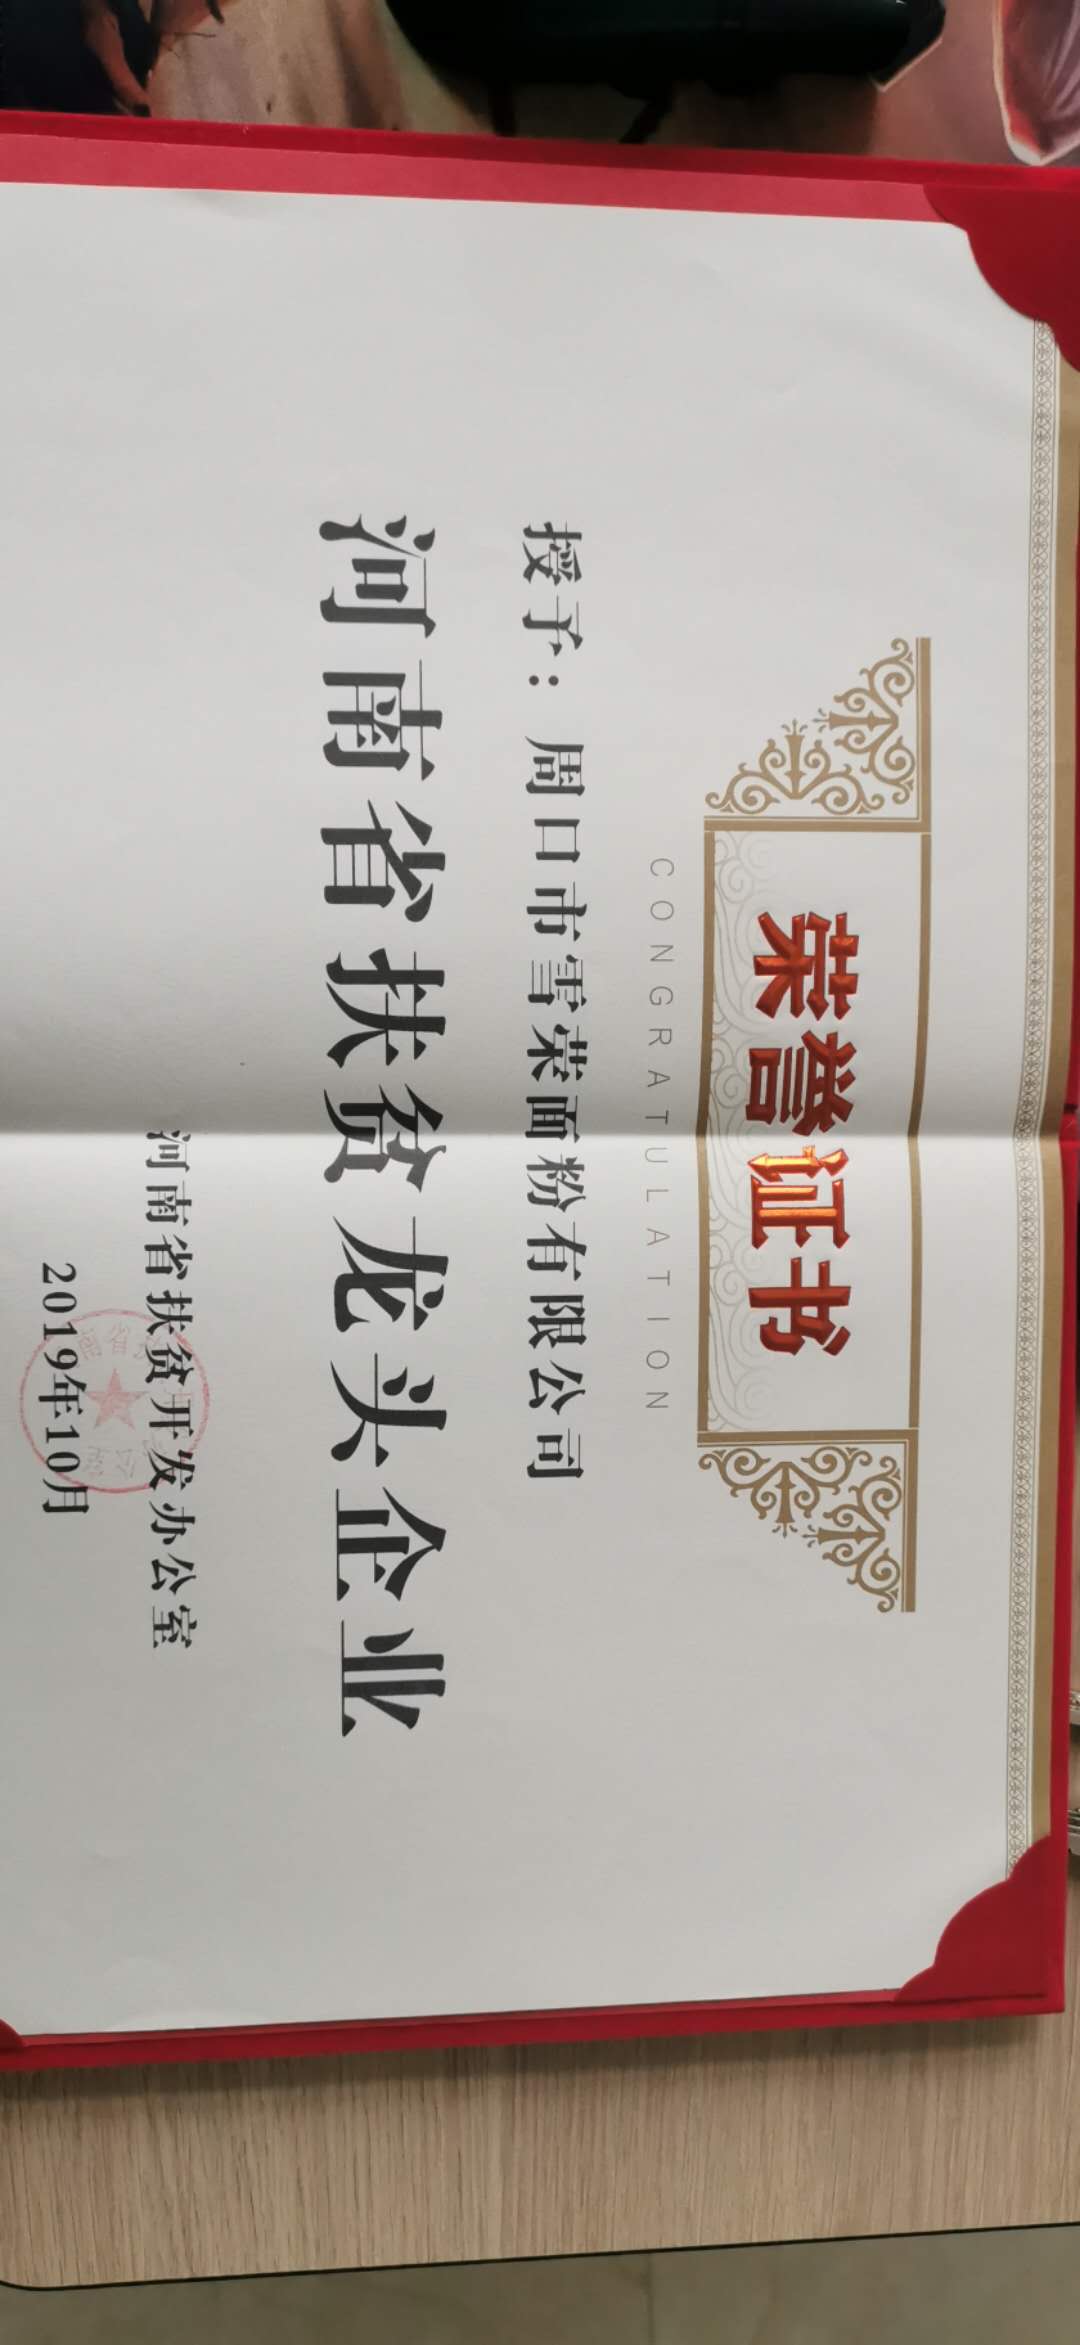 荣誉证书
CONGRATULATION
授予：周口市雪荣面粉有限公司
河南省扶贫龙头企业
河南省扶贫开发办公室
2019年10月